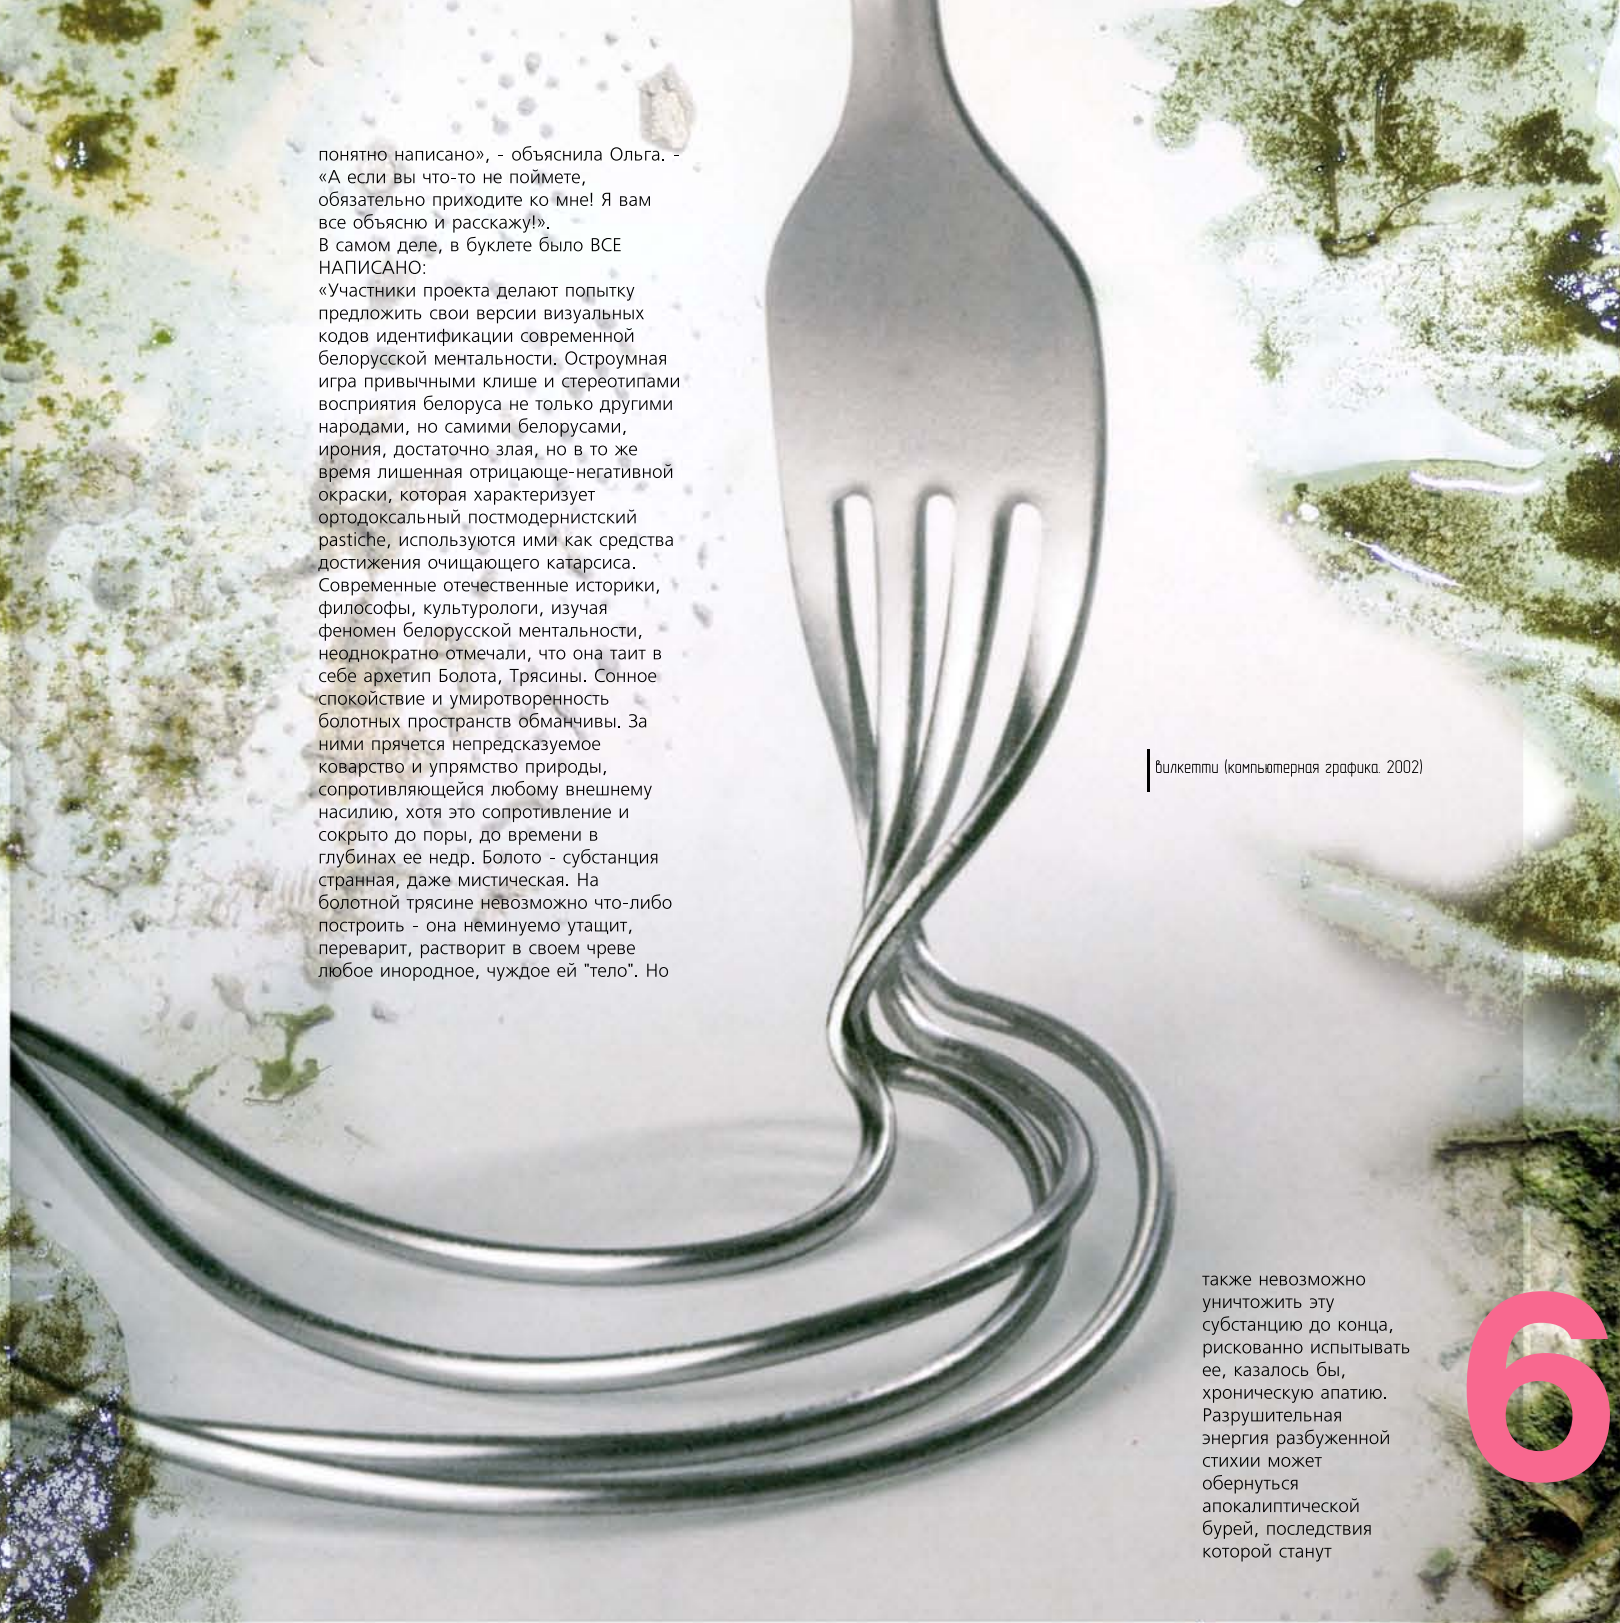 понятно написано», - объяснила Ольга. -
«А если вы что-то не поймете,
обязательно приходите ко мне! Я вам
все объясню и расскажу!».
В самом деле, в буклете было ВСЕ
НАПИСАНО:
«Участники проекта делают попытку
предложить свои версии визуальных
кодов идентификации современной
белорусской ментальности. Остроумная
игра привычными клише и стереотипами
восприятия белоруса не только другими
народами, но самими белорусами,
ирония, достаточно злая, но в то же
время лишенная отрицающе-негативной
окраски, которая характеризует
ортодоксальный постмодернистский
pastiche, используются ими как средства
достижения очищающего катарсиса.
Современные отечественные историки,
философы, культурологи, изучая
феномен белорусской ментальности,
неоднократно отмечали, что она таит в
себе архетип Болота, Трясины. Сонное
спокойствие и умиротворенность
болотных пространств обманчивы. За
ними прячется непредсказуемое
коварство и упрямство природы,
сопротивляющейся любому внешнему
насилию, хотя это сопротивление и
сокрыто до поры, до времени в
глубинах ее недр. Болото - субстанция
странная, даже мистическая. На
болотной трясине невозможно что-либо
построить - она неминуемо утащит,
переварит, растворит в своем чреве
любое инородное, чуждое ей "тело". Но
вилкетти (компьютерная графика. 2002)
также невозможно
уничтожить эту
субстанцию до конца,
рискованно испытывать
ее, казалось бы,
хроническую апатию.
Разрушительная
энергия разбуженной
стихии может
обернуться
апокалиптической
бурей, последствия
которой станут
6